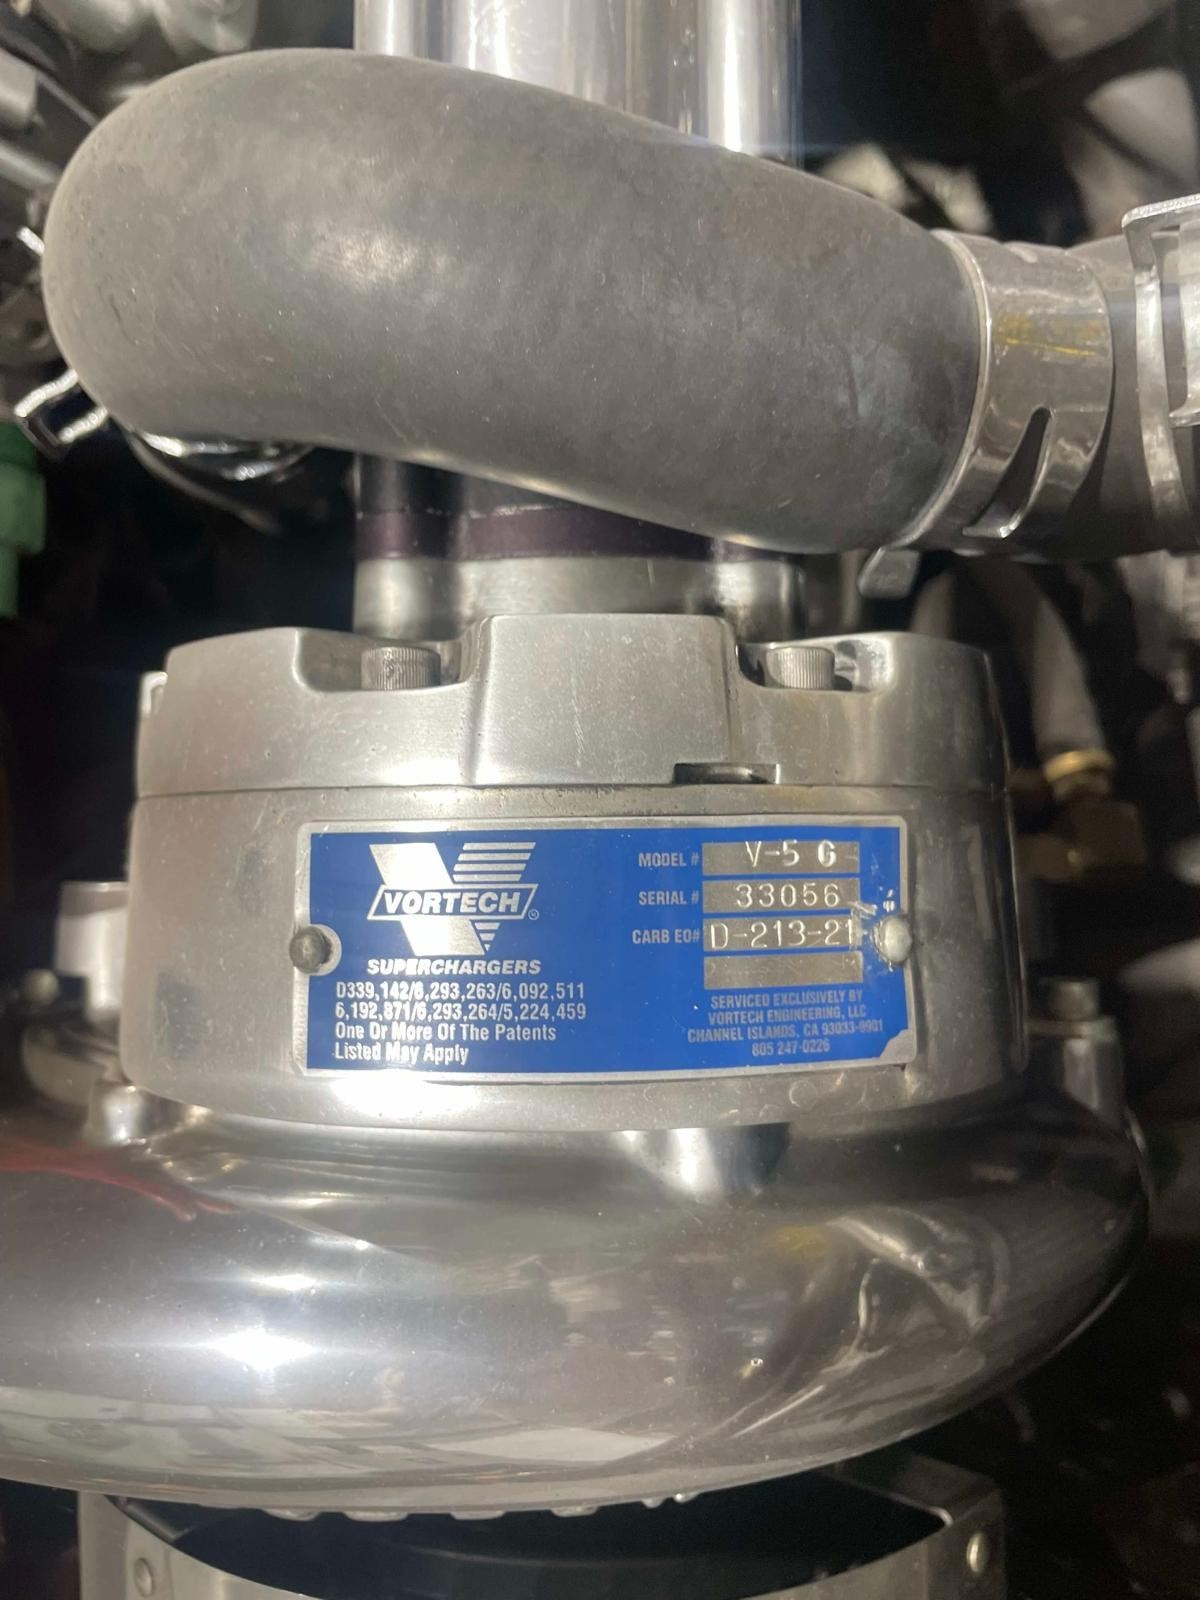 VORTECH®
SUPERCHARGERS
D339,142/6,293,263/6,092,511
6,192,871/6,293,264/5,224,459
One Or More Of The Patents
Listed May Apply
MODEL # V-5 G
SERIAL # 33056
CARB EO# D-213-21
SERVICED EXCLUSIVELY BY
VORTECH ENGINEERING, LLC
CHANNEL ISLANDS, CA 93033-9901
805 247-0226